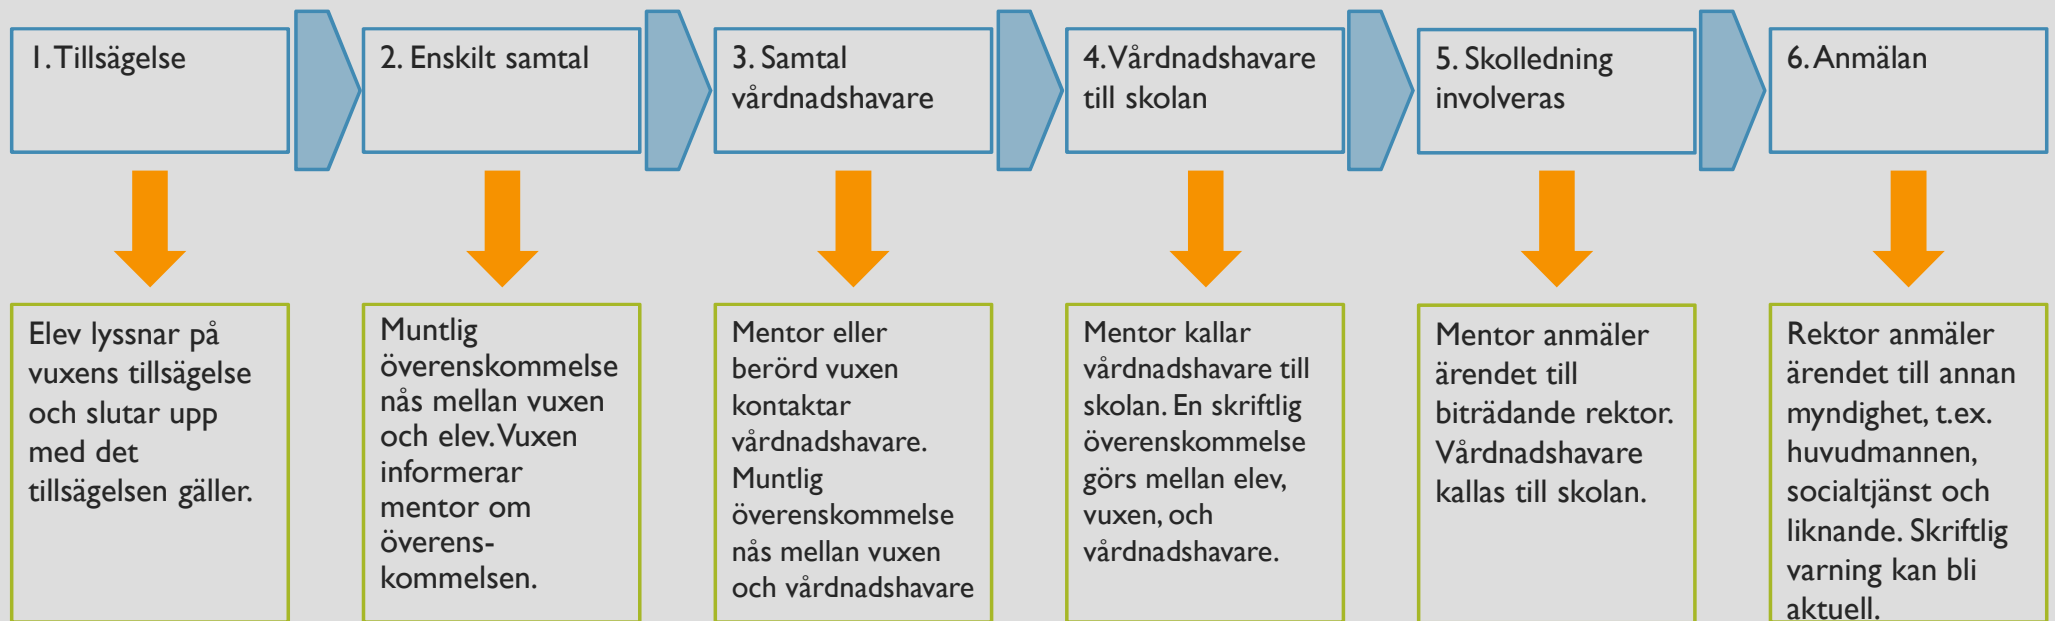 1. Tillsägelse
2. Enskilt samtal
3. Samtal
vårdnadshavare
4. Vårdnadshavare
till skolan
5. Skolledning
involveras
6. Anmälan
Elev lyssnar på
vuxens tillsägelse
och slutar upp
med det
tillsägelsen gäller.
Muntlig
överenskommelse
nås mellan vuxen
och elev. Vuxen
informerar
mentor om
överens-
kommelsen.
Mentor eller
berörd vuxen
kontaktar
vårdnadshavare.
Muntlig
överenskommelse
nås mellan vuxen
och vårdnadshavare
Mentor kallar
vårdnadshavare till
skolan. En skriftlig
överenskommelse
görs mellan elev,
vuxen, och
vårdnadshavare.
Mentor anmäler
ärendet till
biträdande rektor.
Vårdnadshavare
kallas till skolan.
Rektor anmäler
ärendet till annan
myndighet, t.ex.
huvudmannen,
socialtjänst och
liknande. Skriftlig
varning kan bli
aktuell.